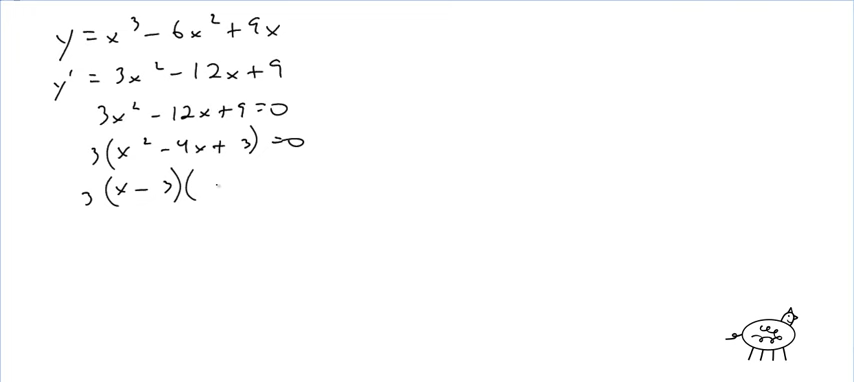 y = x³ - 6x² + 9x
y' = 3x² - 12x + 9
3x² - 12x + 9 = 0
3(x² - 4x + 3) = 0
3(x - 3)(